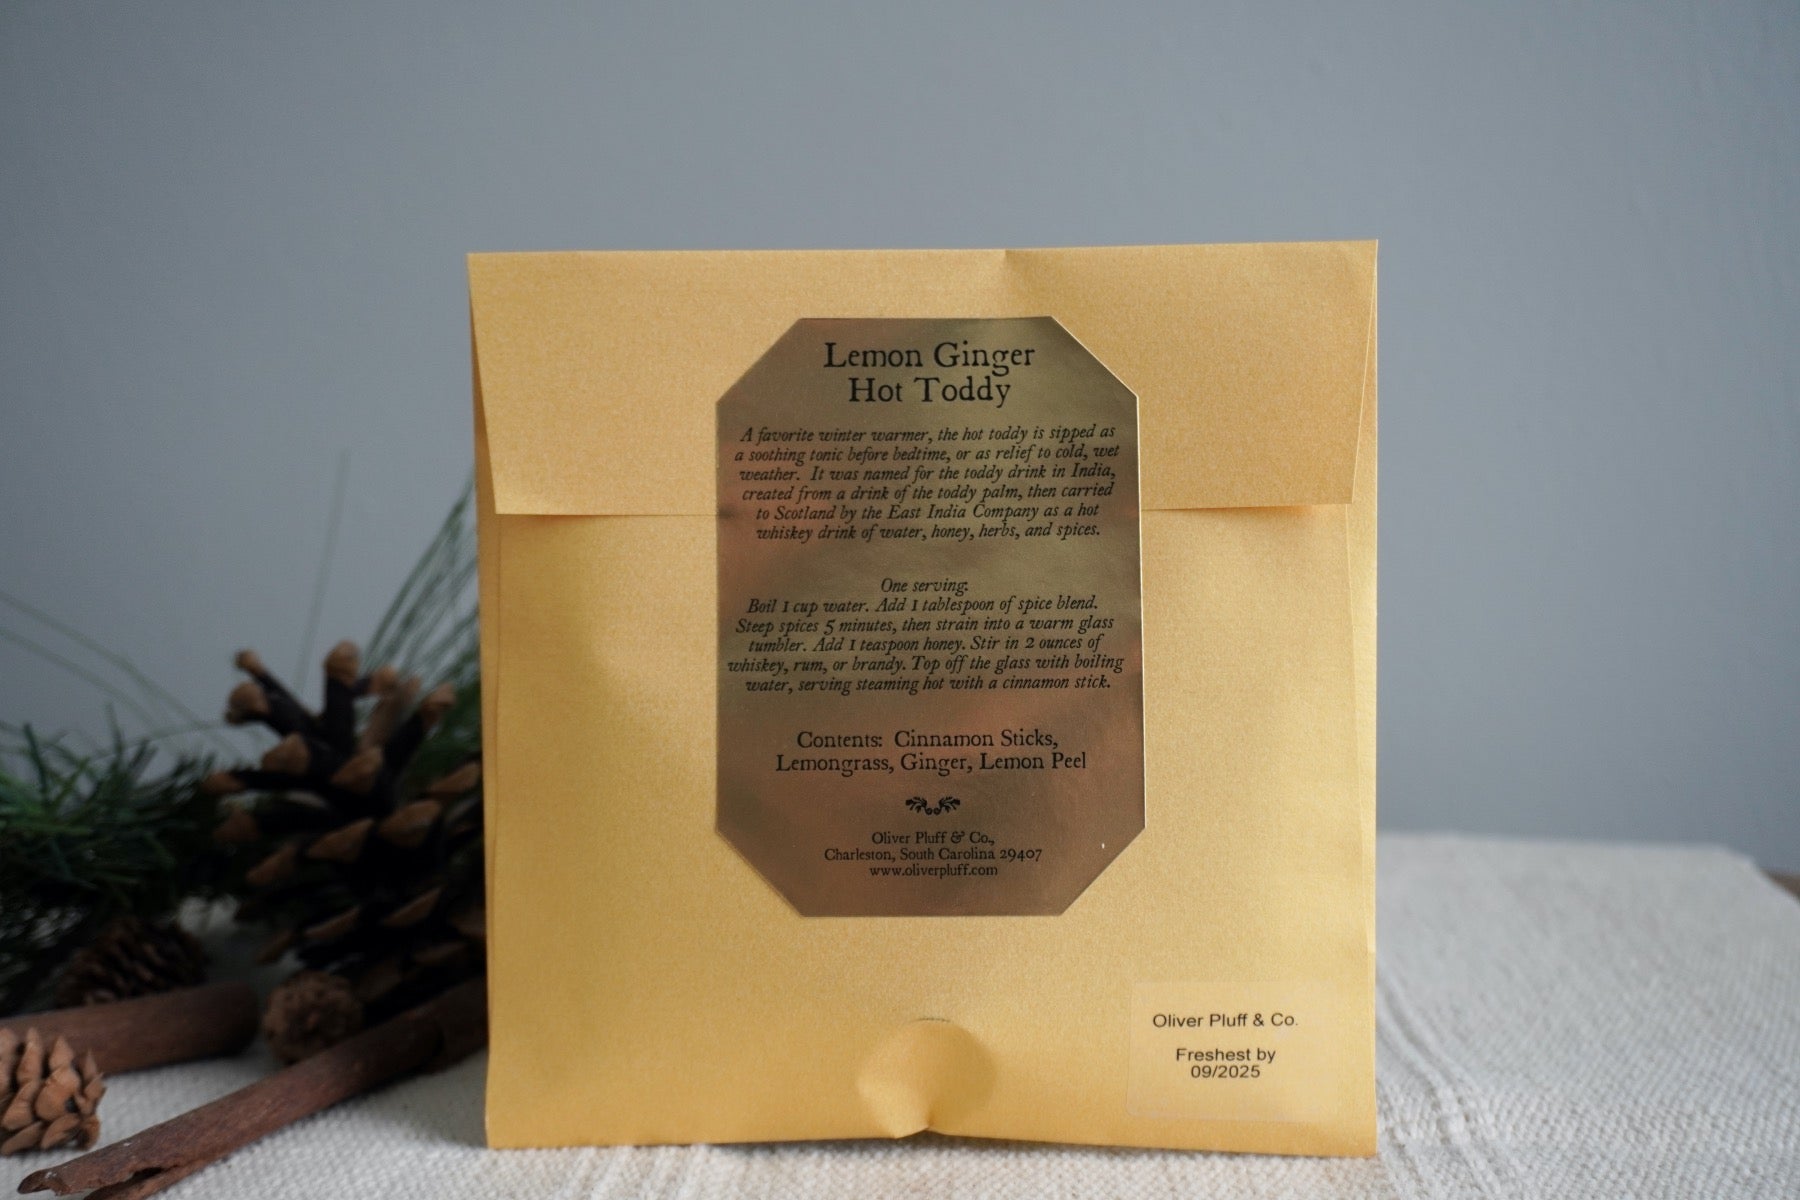 Lemon Ginger
Hot Toddy
A favorite winter warmer, the hot toddy is sipped as
a soothing tonic before bedtime, or as relief to cold, wet
weather. It was named for the toddy drink in India,
created from a drink of the toddy palm, then carried
to Scotland by the East India Company as a hot
whiskey drink of water, honey, herbs, and spices.
One serving:
Boil 1 cup water. Add 1 tablespoon of spice blend.
Steep spices 5 minutes, then strain into a warm glass
tumbler. Add 1 teaspoon honey. Stir in 2 ounces of
whiskey, rum, or brandy. Top off the glass with boiling
water, serving steaming hot with a cinnamon stick.
Contents: Cinnamon Sticks,
Lemongrass, Ginger, Lemon Peel
Oliver Pluff & Co.,
Charleston, South Carolina 29407
www.oliverpluff.com
Oliver Pluff & Co.
Freshest by
09/2025